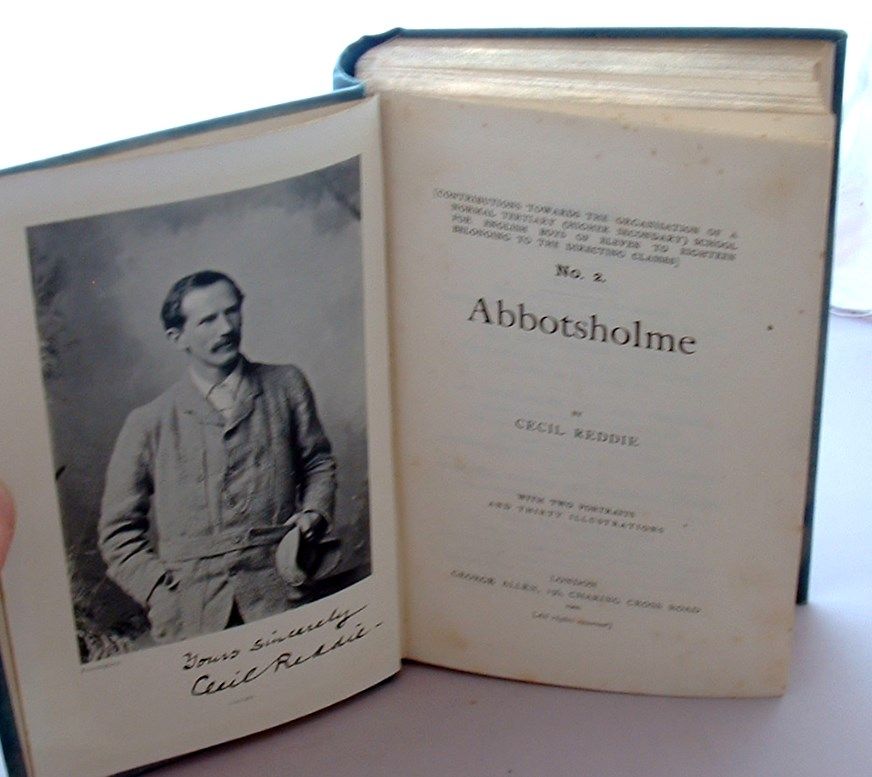 Yours sincerely
Cecil Reddie -
[CONTRIBUTIONS TOWARDS THE ORGANISATION OF A
NORMAL TERTIARY (HIGHER SECONDARY) SCHOOL
FOR ENGLISH BOYS OF ELEVEN TO EIGHTEEN
BELONGING TO THE DIRECTING CLASSES]
No. 2.
Abbotsholme
BY
CECIL REDDIE
WITH TWO PORTRAITS
AND THIRTY ILLUSTRATIONS
LONDON
GEORGE ALLEN, 156, CHARING CROSS ROAD
[All rights reserved]